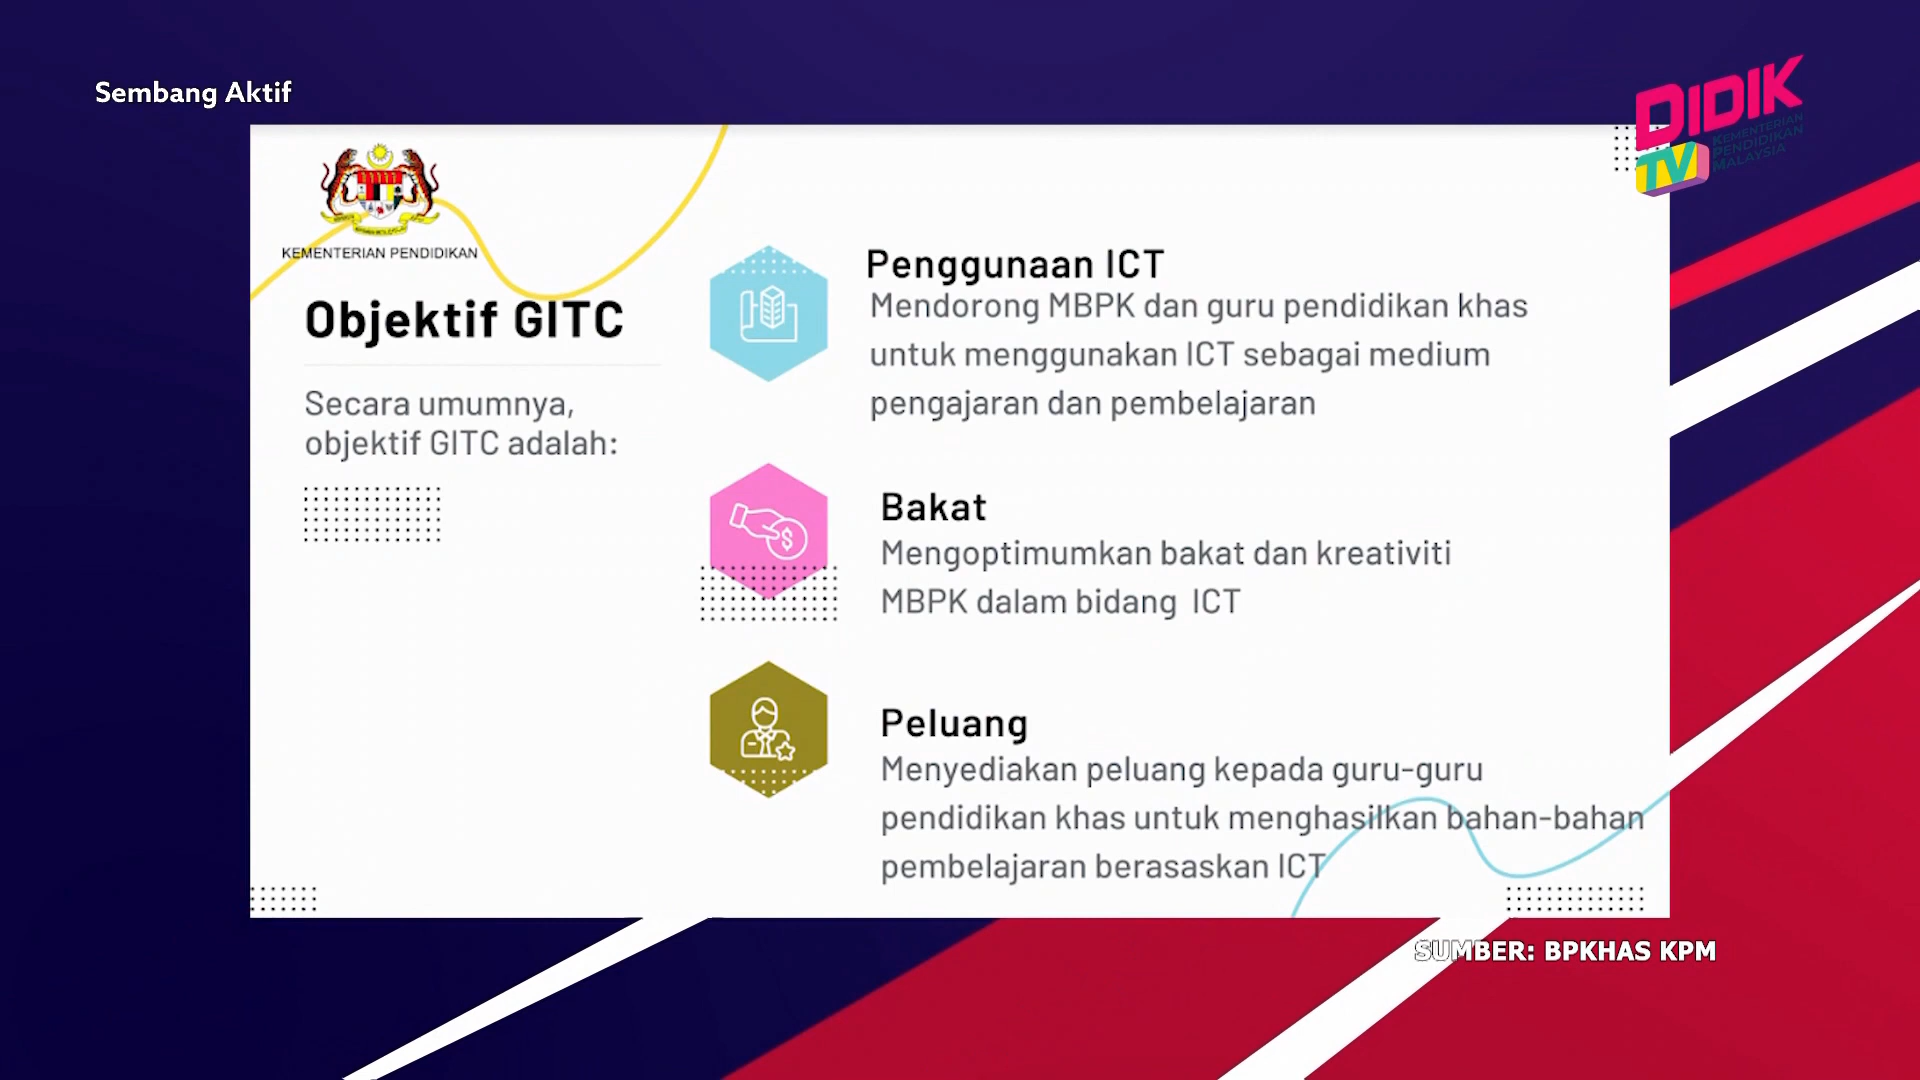 Sembang Aktif
DIDIK
TV
KEMENTERIAN
PENDIDIKAN
MALAYSIA
KEMENTERIAN PENDIDIKAN
Objektif GITC
Secara umumnya,
objektif GITC adalah:
Penggunaan ICT
Mendorong MBPK dan guru pendidikan khas
untuk menggunakan ICT sebagai medium
pengajaran dan pembelajaran
Bakat
Mengoptimumkan bakat dan kreativiti
MBPK dalam bidang ICT
Peluang
Menyediakan peluang kepada guru-guru
pendidikan khas untuk menghasilkan bahan-bahan
pembelajaran berasaskan ICT
SUMBER: BPKHAS KPM